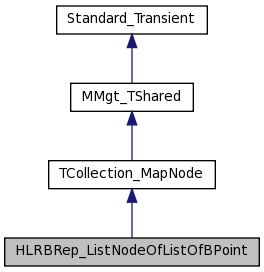 Standard_Transient
MMgt_TShared
TCollection_MapNode
HLRBRep_ListNodeOfListOfBPoint